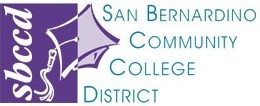 sbccd
SAN BERNARDINO
COMMUNITY
COLLEGE
DISTRICT